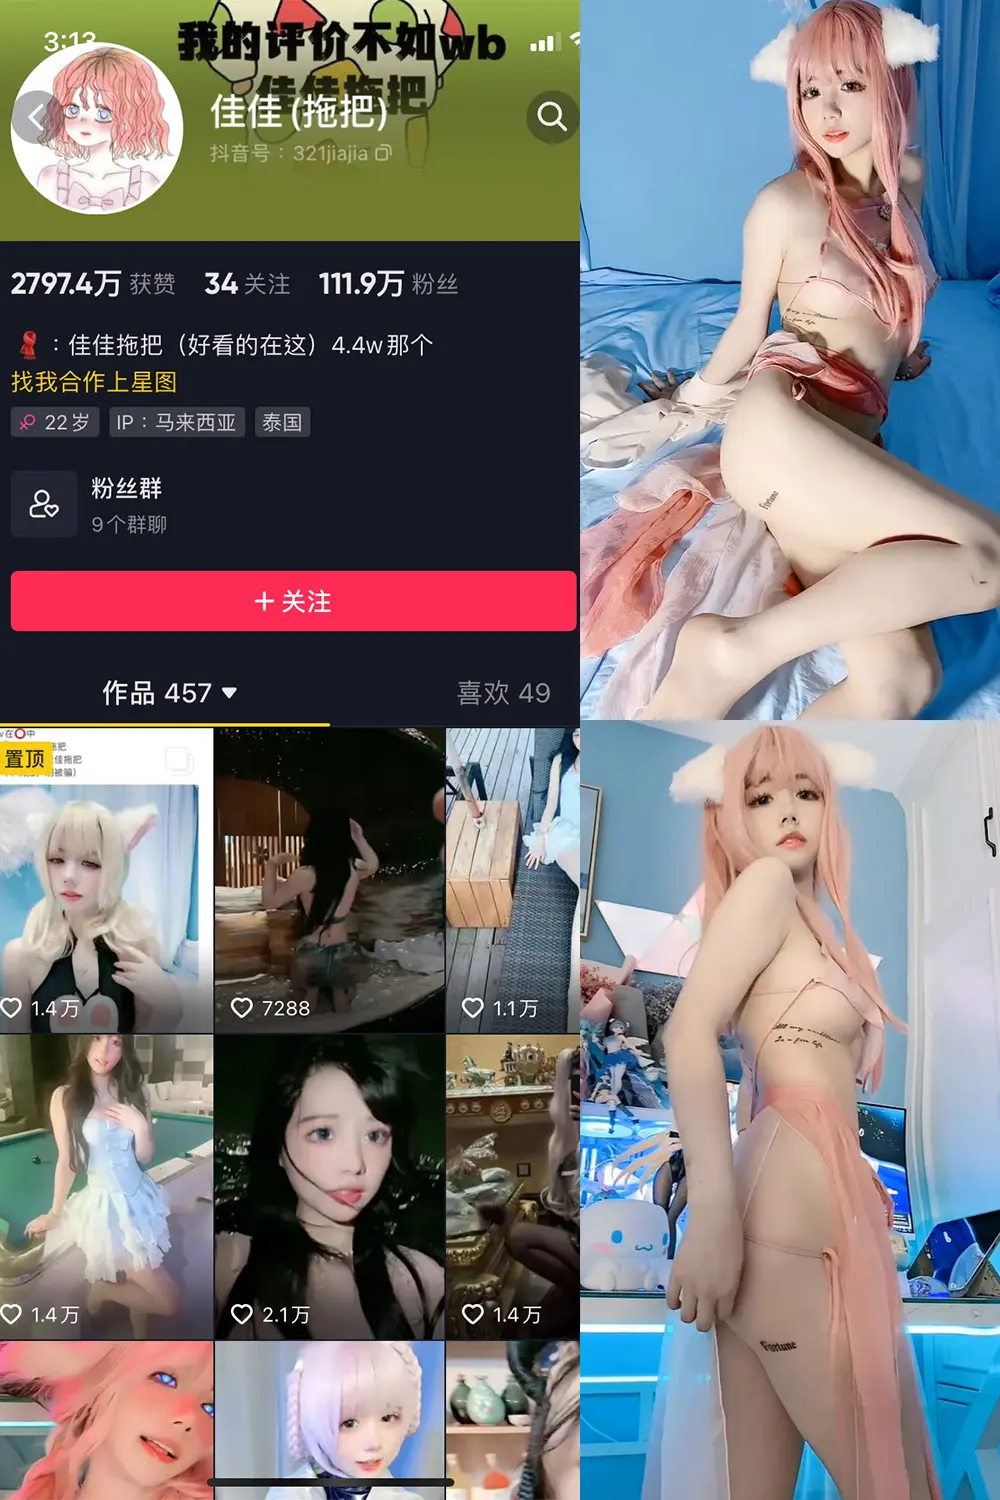 我的评价不如wb
佳佳拖把
3:13
佳佳(拖把)
抖音号：321jiajia
2797.4万 获赞 34 关注 111.9万 粉丝
：佳佳拖把（好看的在这）4.4w那个
找我合作上星图
22岁 IP：马来西亚 泰国
粉丝群
9个群聊
+ 关注
作品 457 喜欢 49
置顶
1.4万 7288 1.1万
1.4万 2.1万 1.4万
Fortune
Fortune